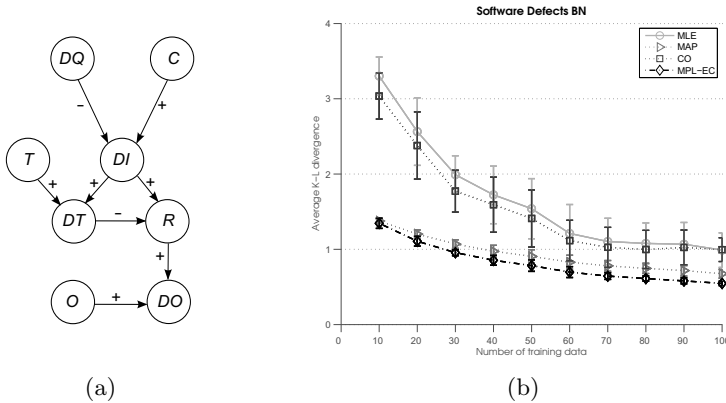 DQ
C
−
+
T
DI
+
+
+
DT
−
R
+
O
+
DO
(a)
Software Defects BN
MLE
MAP
CO
MPL−EC
Average K−L divergence
4
3
2
1
0
0 10 20 30 40 50 60 70 80 90 100
Number of training data
(b)